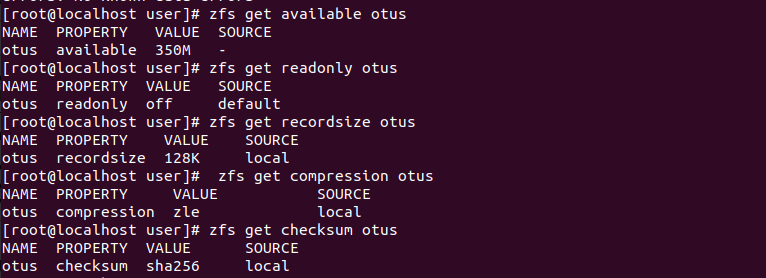 [root@localhost user]# zfs get available otus
NAME  PROPERTY   VALUE  SOURCE
otus  available  350M   -
[root@localhost user]# zfs get readonly otus
NAME  PROPERTY  VALUE   SOURCE
otus  readonly  off     default
[root@localhost user]# zfs get recordsize otus
NAME  PROPERTY    VALUE    SOURCE
otus  recordsize  128K     local
[root@localhost user]#  zfs get compression otus
NAME  PROPERTY     VALUE           SOURCE
otus  compression  zle             local
[root@localhost user]# zfs get checksum otus
NAME  PROPERTY  VALUE      SOURCE
otus  checksum  sha256     local